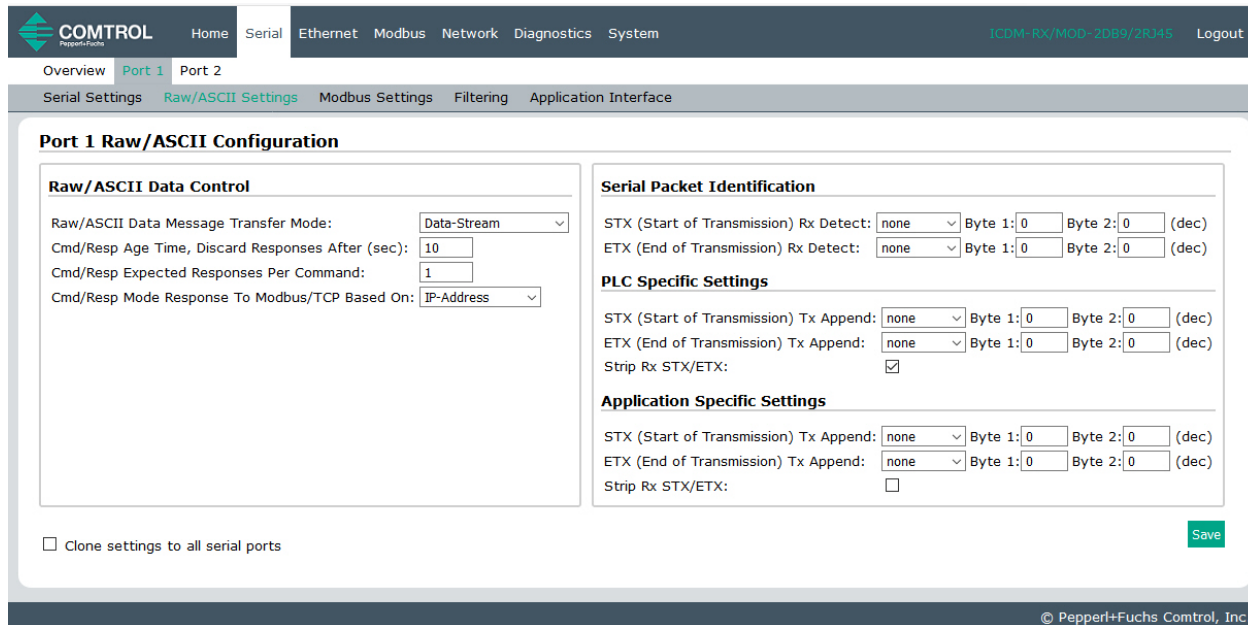 COMTROL
Pepperl+Fuchs
Home Serial Ethernet Modbus Network Diagnostics System
ICDM-RX/MOD-2DB9/2RJ45 Logout
Overview Port 1 Port 2
Serial Settings Raw/ASCII Settings Modbus Settings Filtering Application Interface
Port 1 Raw/ASCII Configuration
Raw/ASCII Data Control
Raw/ASCII Data Message Transfer Mode: Data-Stream
Cmd/Resp Age Time, Discard Responses After (sec): 10
Cmd/Resp Expected Responses Per Command: 1
Cmd/Resp Mode Response To Modbus/TCP Based On: IP-Address
Serial Packet Identification
STX (Start of Transmission) Rx Detect: none Byte 1: 0 Byte 2: 0 (dec)
ETX (End of Transmission) Rx Detect: none Byte 1: 0 Byte 2: 0 (dec)
PLC Specific Settings
STX (Start of Transmission) Tx Append: none Byte 1: 0 Byte 2: 0 (dec)
ETX (End of Transmission) Tx Append: none Byte 1: 0 Byte 2: 0 (dec)
Strip Rx STX/ETX:
Application Specific Settings
STX (Start of Transmission) Tx Append: none Byte 1: 0 Byte 2: 0 (dec)
ETX (End of Transmission) Tx Append: none Byte 1: 0 Byte 2: 0 (dec)
Strip Rx STX/ETX:
Clone settings to all serial ports
Save
© Pepperl+Fuchs Comtrol, Inc